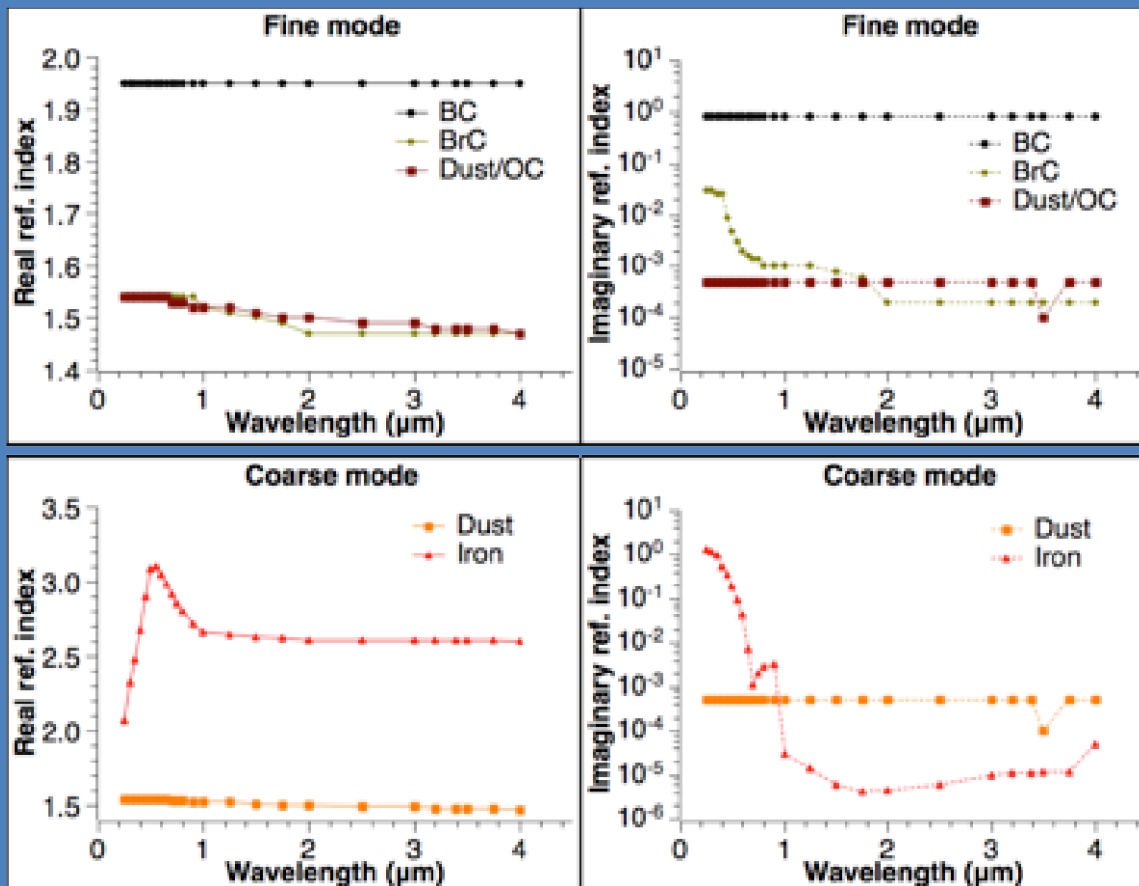 Fine mode
Real ref. index
2.0
1.9
1.8
1.7
1.6
1.5
1.4
BC
BrC
Dust/OC
0 1 2 3 4
Wavelength (μm)
Fine mode
Imaginary ref. index
10¹
10⁰
10⁻¹
10⁻²
10⁻³
10⁻⁴
10⁻⁵
BC
BrC
Dust/OC
0 1 2 3 4
Wavelength (μm)
Coarse mode
Real ref. index
3.5
3.0
2.5
2.0
1.5
Dust
Iron
0 1 2 3 4
Wavelength (μm)
Coarse mode
Imaginary ref. index
10¹
10⁰
10⁻¹
10⁻²
10⁻³
10⁻⁴
10⁻⁵
10⁻⁶
Dust
Iron
0 1 2 3 4
Wavelength (μm)